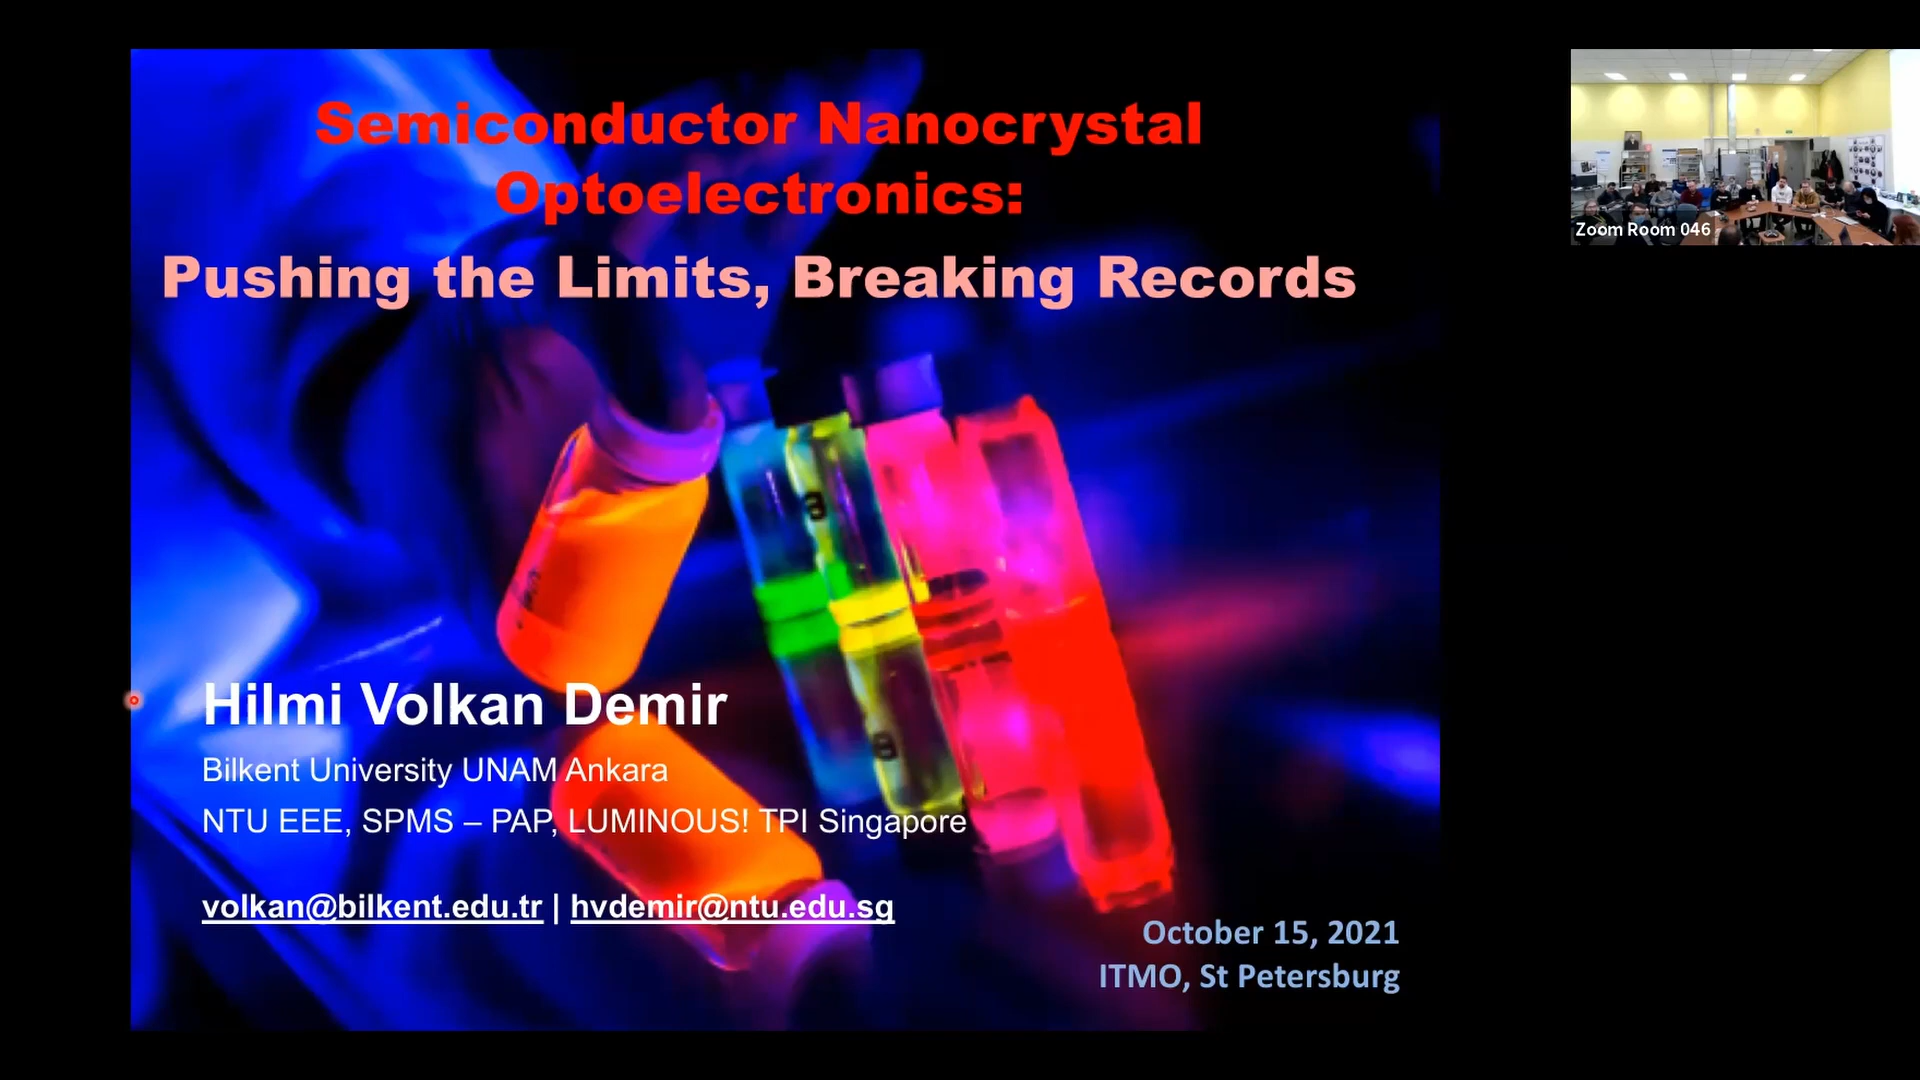 Semiconductor Nanocrystal
Optoelectronics:
Pushing the Limits, Breaking Records
Hilmi Volkan Demir
Bilkent University UNAM Ankara
NTU EEE, SPMS – PAP, LUMINOUS! TPI Singapore
volkan@bilkent.edu.tr | hvdemir@ntu.edu.sg
October 15, 2021
ITMO, St Petersburg
Zoom Room 046